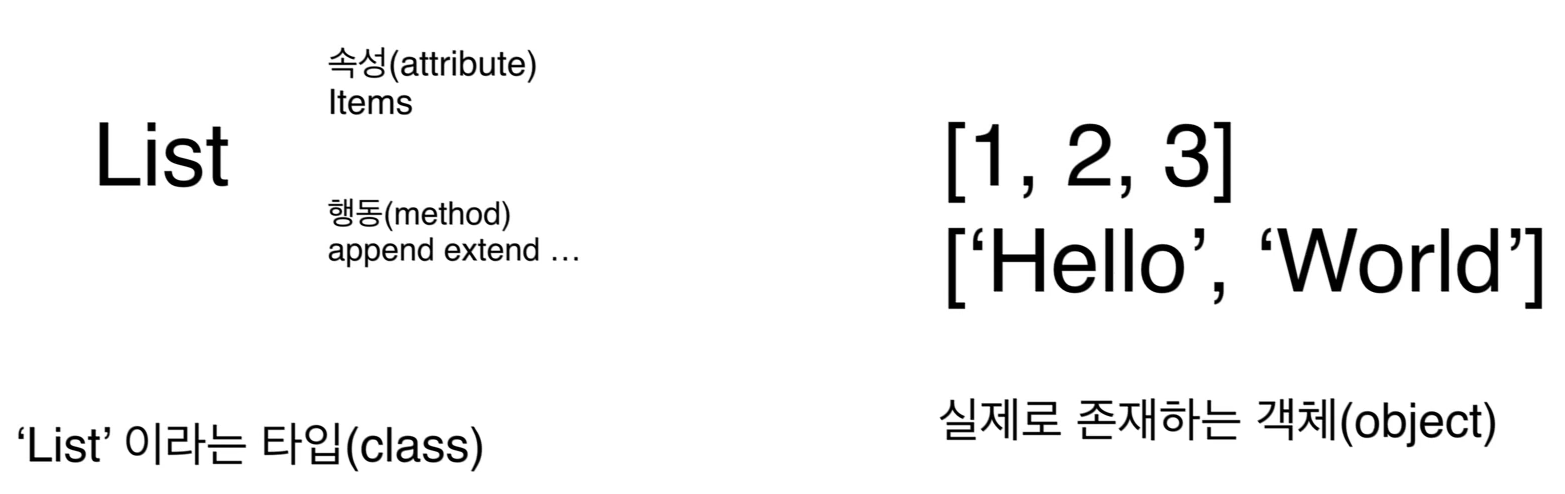 List
속성(attribute)
Items
행동(method)
append extend …
‘List’ 이라는 타입(class)
[1, 2, 3]
[‘Hello’, ‘World’]
실제로 존재하는 객체(object)